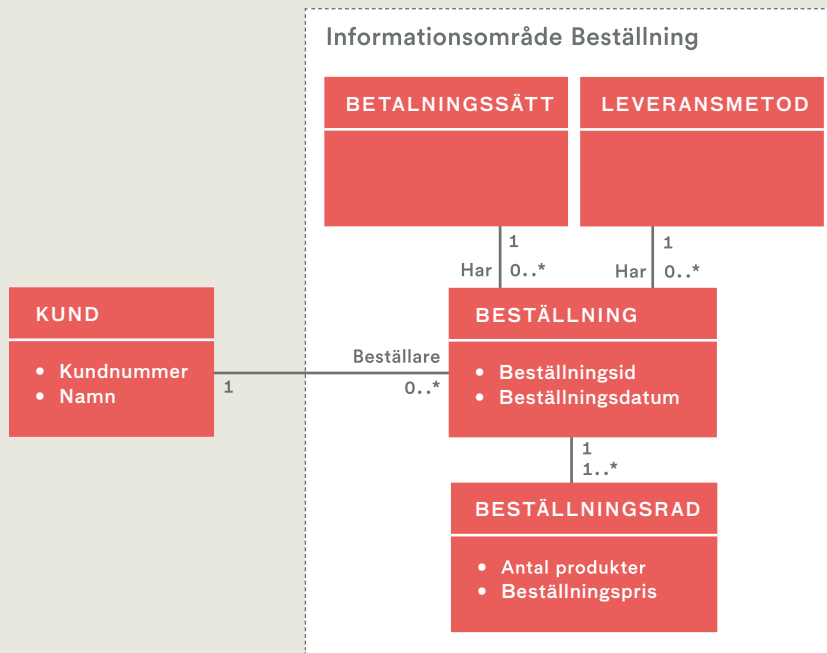 Informationsområde Beställning
BETALNINGSSÄTT
LEVERANSMETOD
1
Har 0..*
1
Har 0..*
KUND
• Kundnummer
• Namn
Beställare
1
0..*
BESTÄLLNING
• Beställningsid
• Beställningsdatum
1
1..*
BESTÄLLNINGSRAD
• Antal produkter
• Beställningspris